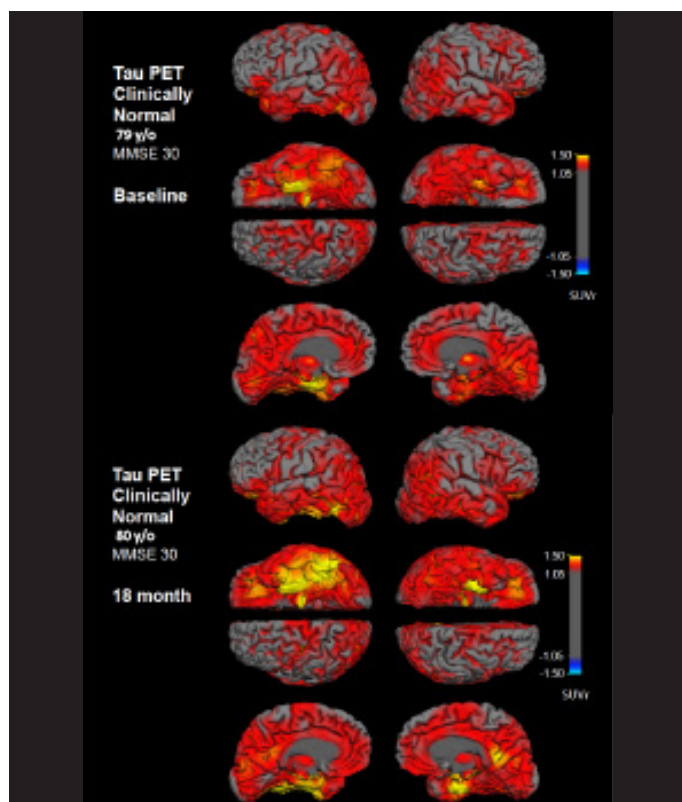 Tau PET
Clinically
Normal
79 y/o
MMSE 30
Baseline
1.50
1.05
-1.05
-1.50
SUVr
Tau PET
Clinically
Normal
80 y/o
MMSE 30
18 month
1.50
1.05
-1.05
-1.50
SUVr